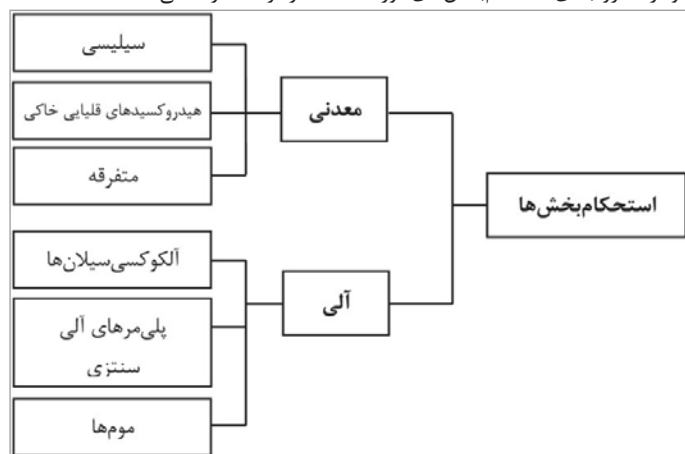 استحکام‌بخش‌ها
معدنی
سیلیسی
هیدروکسیدهای قلیایی خاکی
متفرقه
آلی
آلکوکسی‌سیلان‌ها
پلی‌مرهای آلی
سنتزی
موم‌ها